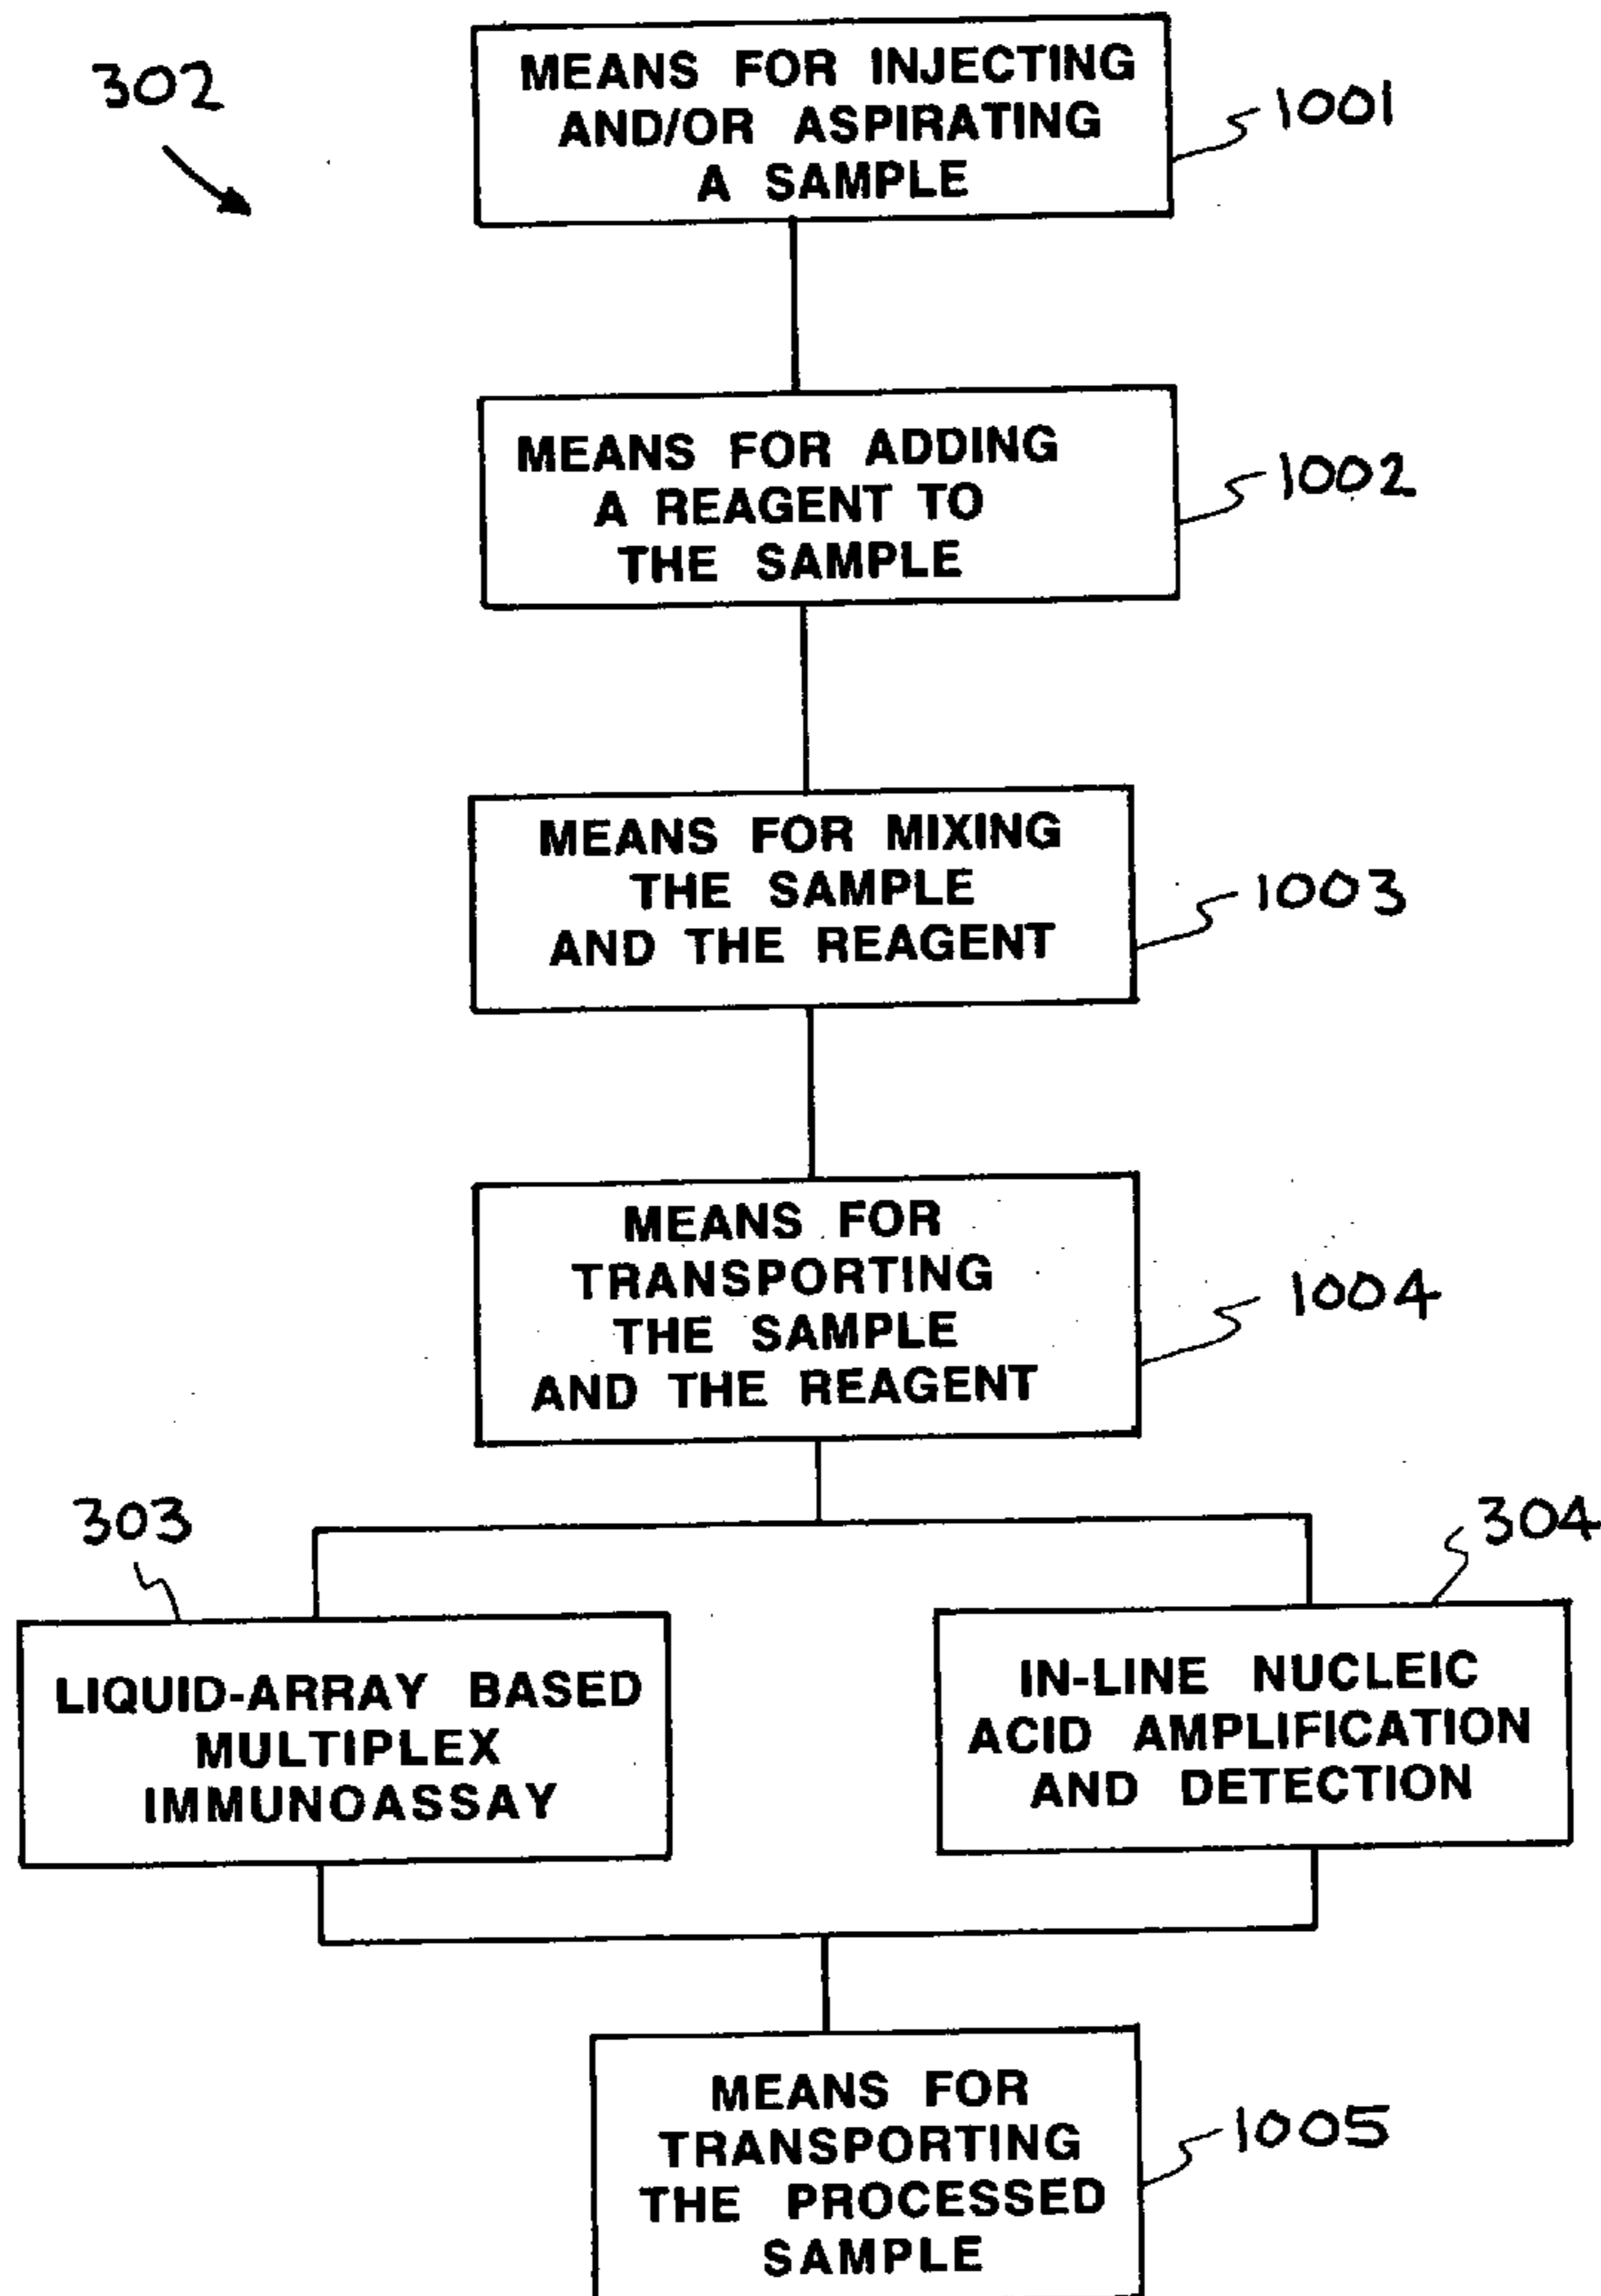 302
MEANS FOR INJECTING
AND/OR ASPIRATING
A SAMPLE
1001
MEANS FOR ADDING
A REAGENT TO
THE SAMPLE
1002
MEANS FOR MIXING
THE SAMPLE
AND THE REAGENT
1003
MEANS FOR
TRANSPORTING
THE SAMPLE
AND THE REAGENT
1004
303
LIQUID-ARRAY BASED
MULTIPLEX
IMMUNOASSAY
304
IN-LINE NUCLEIC
ACID AMPLIFICATION
AND DETECTION
MEANS FOR
TRANSPORTING
THE PROCESSED
SAMPLE
1005